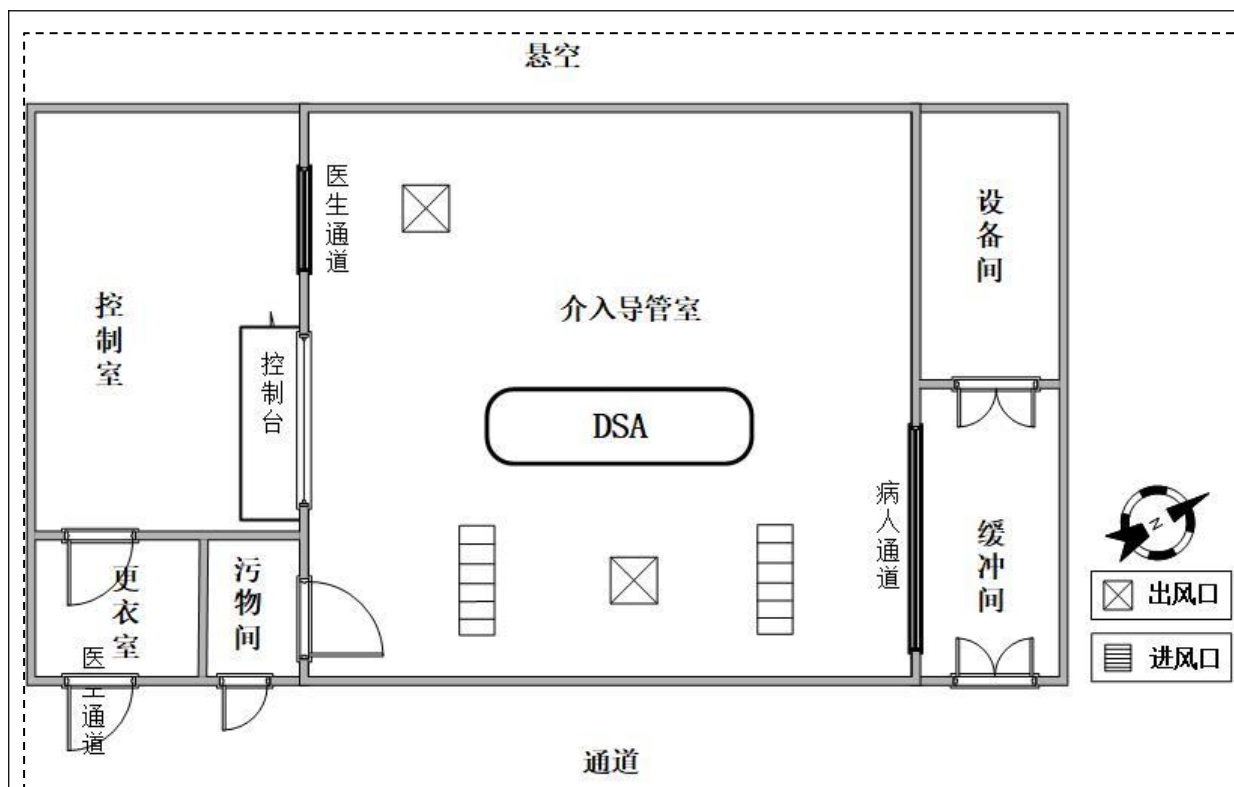 悬空
医生通道
设备间
介入导管室
控制室
控制台
DSA
病人通道
缓冲间
N
更衣室
污物间
出风口
医生通道
进风口
通道